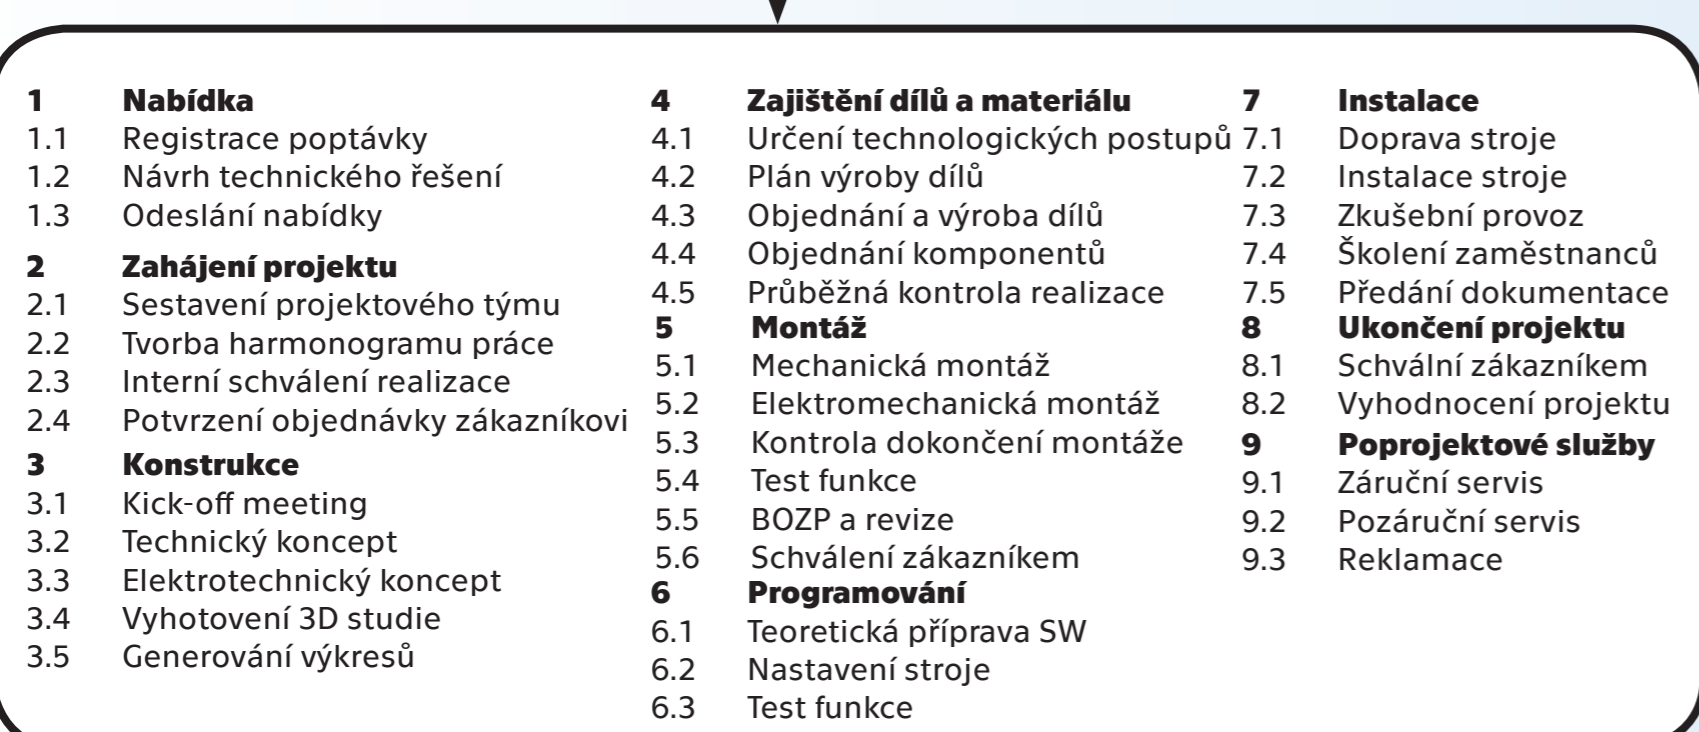 1 Nabídka
1.1 Registrace poptávky
1.2 Návrh technického řešení
1.3 Odeslání nabídky
2 Zahájení projektu
2.1 Sestavení projektového týmu
2.2 Tvorba harmonogramu práce
2.3 Interní schválení realizace
2.4 Potvrzení objednávky zákazníkovi
3 Konstrukce
3.1 Kick-off meeting
3.2 Technický koncept
3.3 Elektrotechnický koncept
3.4 Vyhotovení 3D studie
3.5 Generování výkresů
4 Zajištění dílů a materiálu
4.1 Určení technologických postupů
4.2 Plán výroby dílů
4.3 Objednání a výroba dílů
4.4 Objednání komponentů
4.5 Průběžná kontrola realizace
5 Montáž
5.1 Mechanická montáž
5.2 Elektromechanická montáž
5.3 Kontrola dokončení montáže
5.4 Test funkce
5.5 BOZP a revize
5.6 Schválení zákazníkem
6 Programování
6.1 Teoretická příprava SW
6.2 Nastavení stroje
6.3 Test funkce
7 Instalace
7.1 Doprava stroje
7.2 Instalace stroje
7.3 Zkušební provoz
7.4 Školení zaměstnanců
7.5 Předání dokumentace
8 Ukončení projektu
8.1 Schvální zákazníkem
8.2 Vyhodnocení projektu
9 Poprojektové služby
9.1 Záruční servis
9.2 Pozáruční servis
9.3 Reklamace